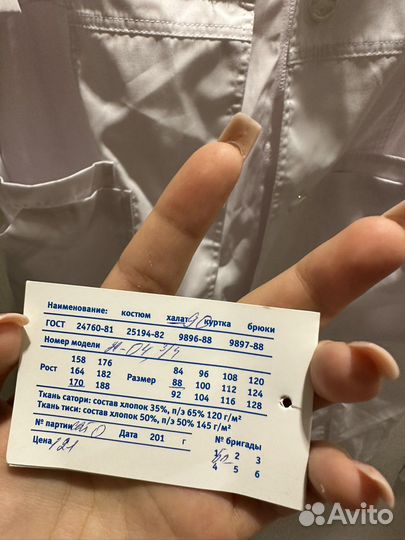 Наименование: костюм халат куртка брюки
ГОСТ 24760-81 25194-82 9896-88 9897-88
Номер модели
158 176 84 96 108 120
Рост 164 182 Размер 88 100 112 124
170 188 92 104 116 128
Ткань сатори: состав хлопок 35%, п/э 65% 120 г/м²
Ткань тиси: состав хлопок 50%, п/э 50% 145 г/м²
№ партии Дата 201 г № бригады
2 3
Цена 121 4 5 6
Avito